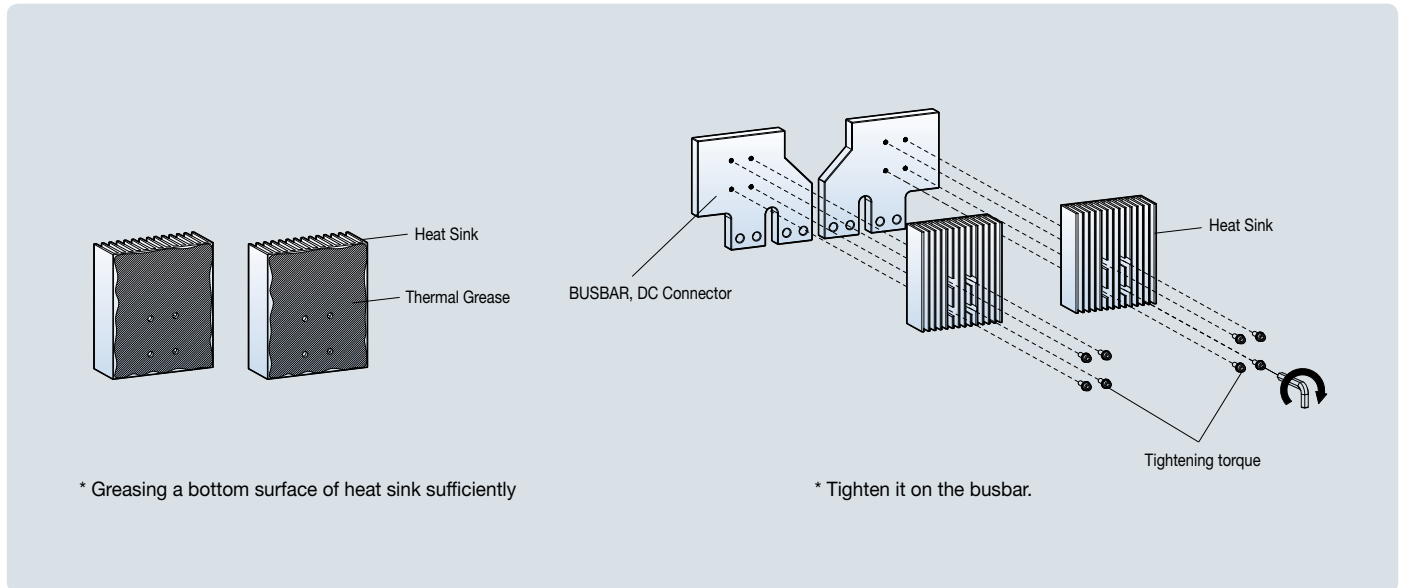 Heat Sink
Thermal Grease
* Greasing a bottom surface of heat sink sufficiently
BUSBAR, DC Connector
Heat Sink
Tightening torque
* Tighten it on the busbar.